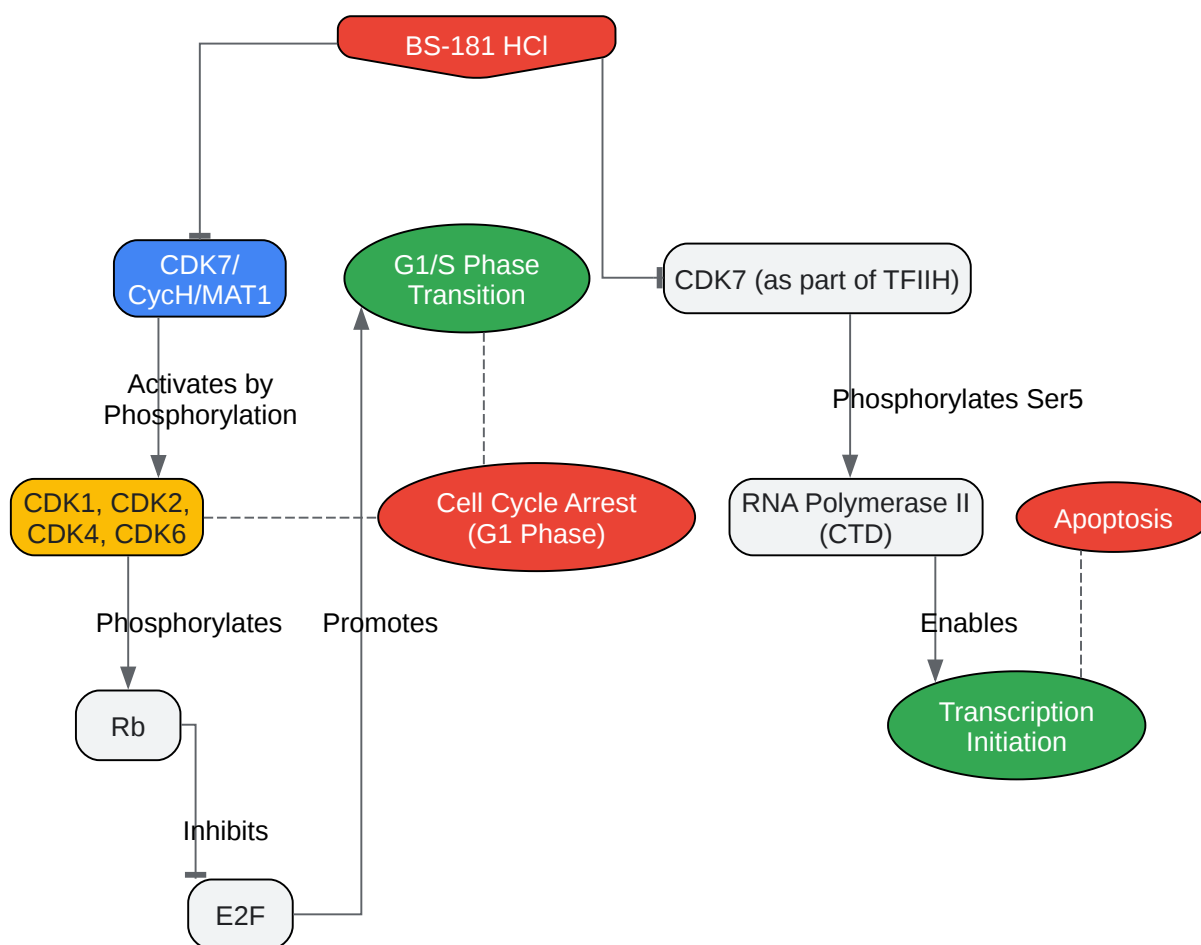 BS-181 HCl
CDK7/
CycH/MAT1
G1/S Phase
Transition
CDK7 (as part of TFIIH)
Activates by
Phosphorylation
Phosphorylates Ser5
CDK1, CDK2,
CDK4, CDK6
Cell Cycle Arrest
(G1 Phase)
RNA Polymerase II
(CTD)
Apoptosis
Phosphorylates
Promotes
Enables
Rb
Transcription
Initiation
Inhibits
E2F